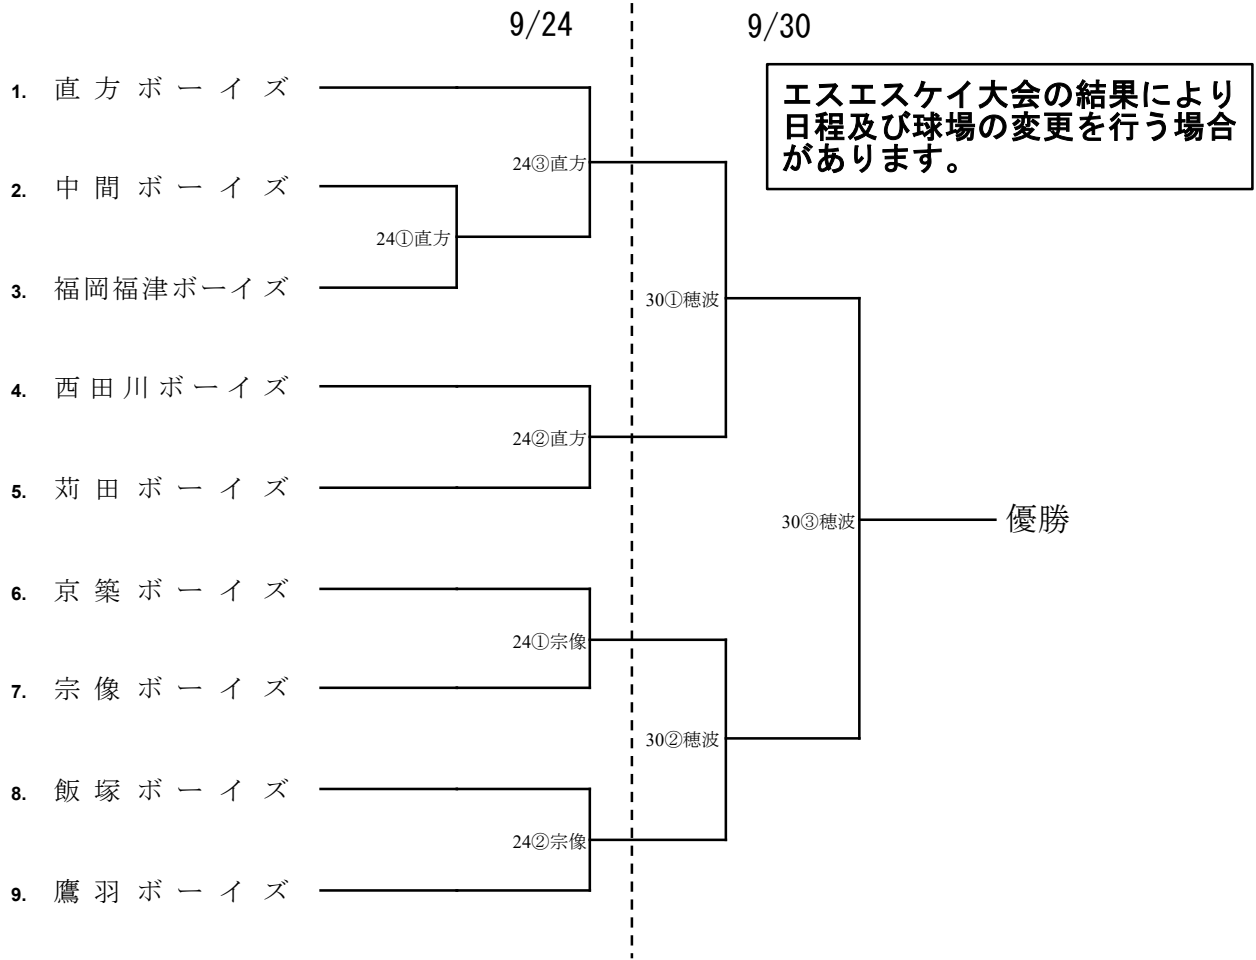 9/24
9/30
エスエスケイ大会の結果により
日程及び球場の変更を行う場合
があります。
1. 直方ボーイズ
24③直方
2. 中間ボーイズ
24①直方
3. 福岡福津ボーイズ
30①穂波
4. 西田川ボーイズ
24②直方
5. 苅田ボーイズ
30③穂波
優勝
6. 京築ボーイズ
24①宗像
7. 宗像ボーイズ
30②穂波
8. 飯塚ボーイズ
24②宗像
9. 鷹羽ボーイズ